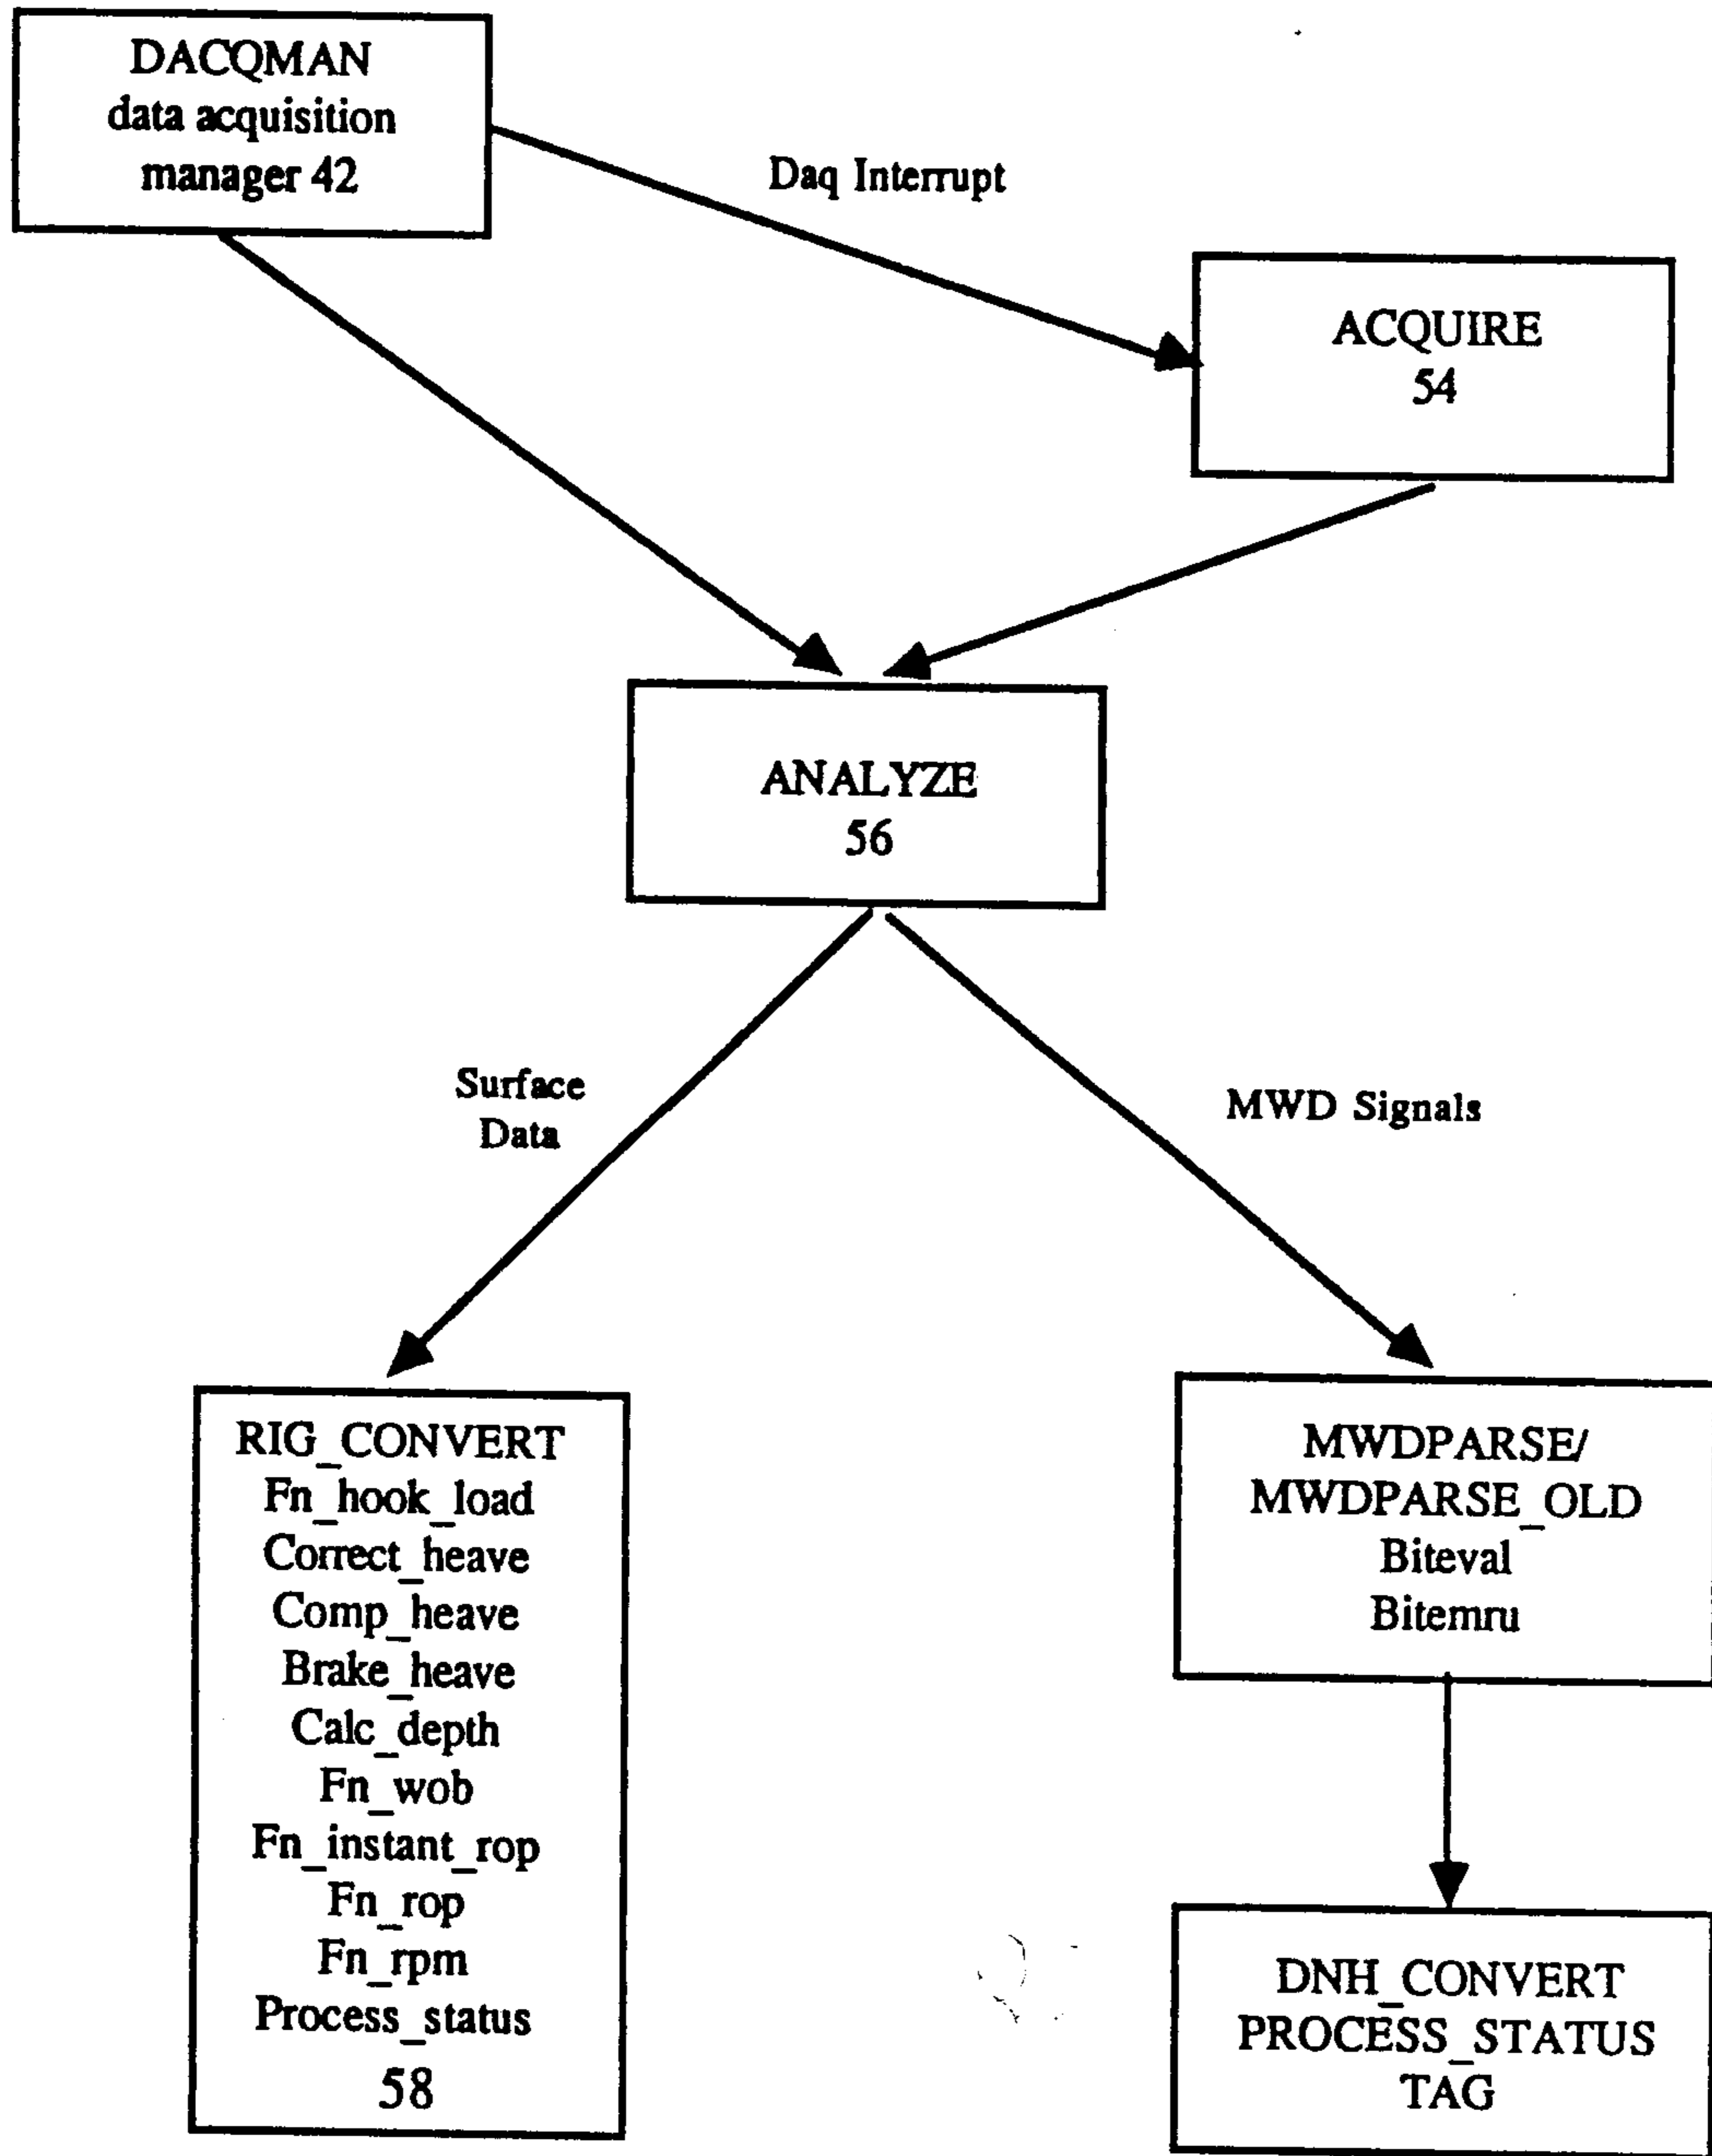 DACQMAN
data acquisition
manager 42
Daq Interrupt
ACQUIRE
54
ANALYZE
56
Surface
Data
MWD Signals
RIG_CONVERT
Fn_hook_load
Correct_heave
Comp_heave
Brake_heave
Calc_depth
Fn_wob
Fn_instant_rop
Fn_rop
Fn_rpm
Process_status
58
MWDPARSE/
MWDPARSE_OLD
Biteval
Bitemru
DNH_CONVERT
PROCESS_STATUS
TAG